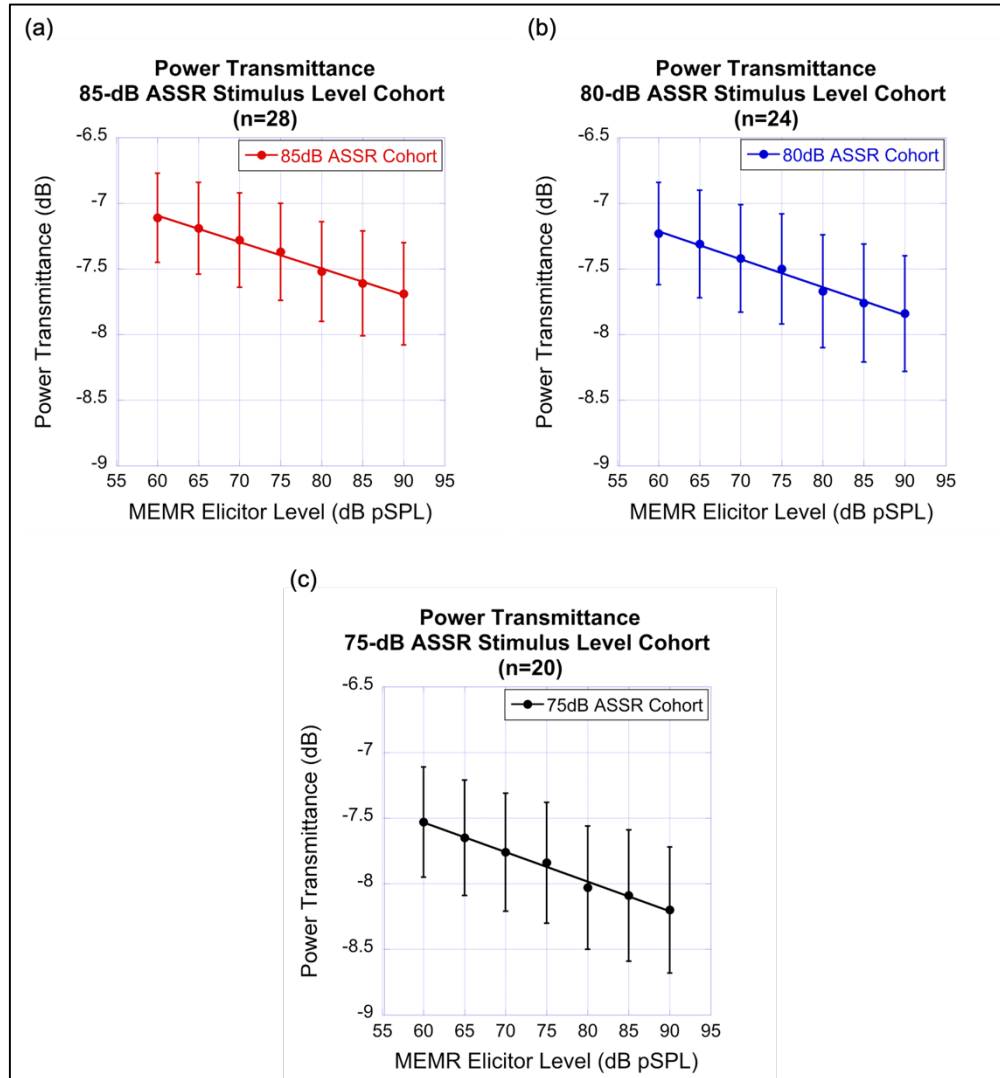 (a)
Power Transmittance
85-dB ASSR Stimulus Level Cohort
(n=28)
85dB ASSR Cohort
Power Transmittance (dB)
-6.5
-7
-7.5
-8
-8.5
-9
55 60 65 70 75 80 85 90 95
MEMR Elicitor Level (dB pSPL)
(b)
Power Transmittance
80-dB ASSR Stimulus Level Cohort
(n=24)
80dB ASSR Cohort
Power Transmittance (dB)
-6.5
-7
-7.5
-8
-8.5
-9
55 60 65 70 75 80 85 90 95
MEMR Elicitor Level (dB pSPL)
(c)
Power Transmittance
75-dB ASSR Stimulus Level Cohort
(n=20)
75dB ASSR Cohort
Power Transmittance (dB)
-6.5
-7
-7.5
-8
-8.5
-9
55 60 65 70 75 80 85 90 95
MEMR Elicitor Level (dB pSPL)